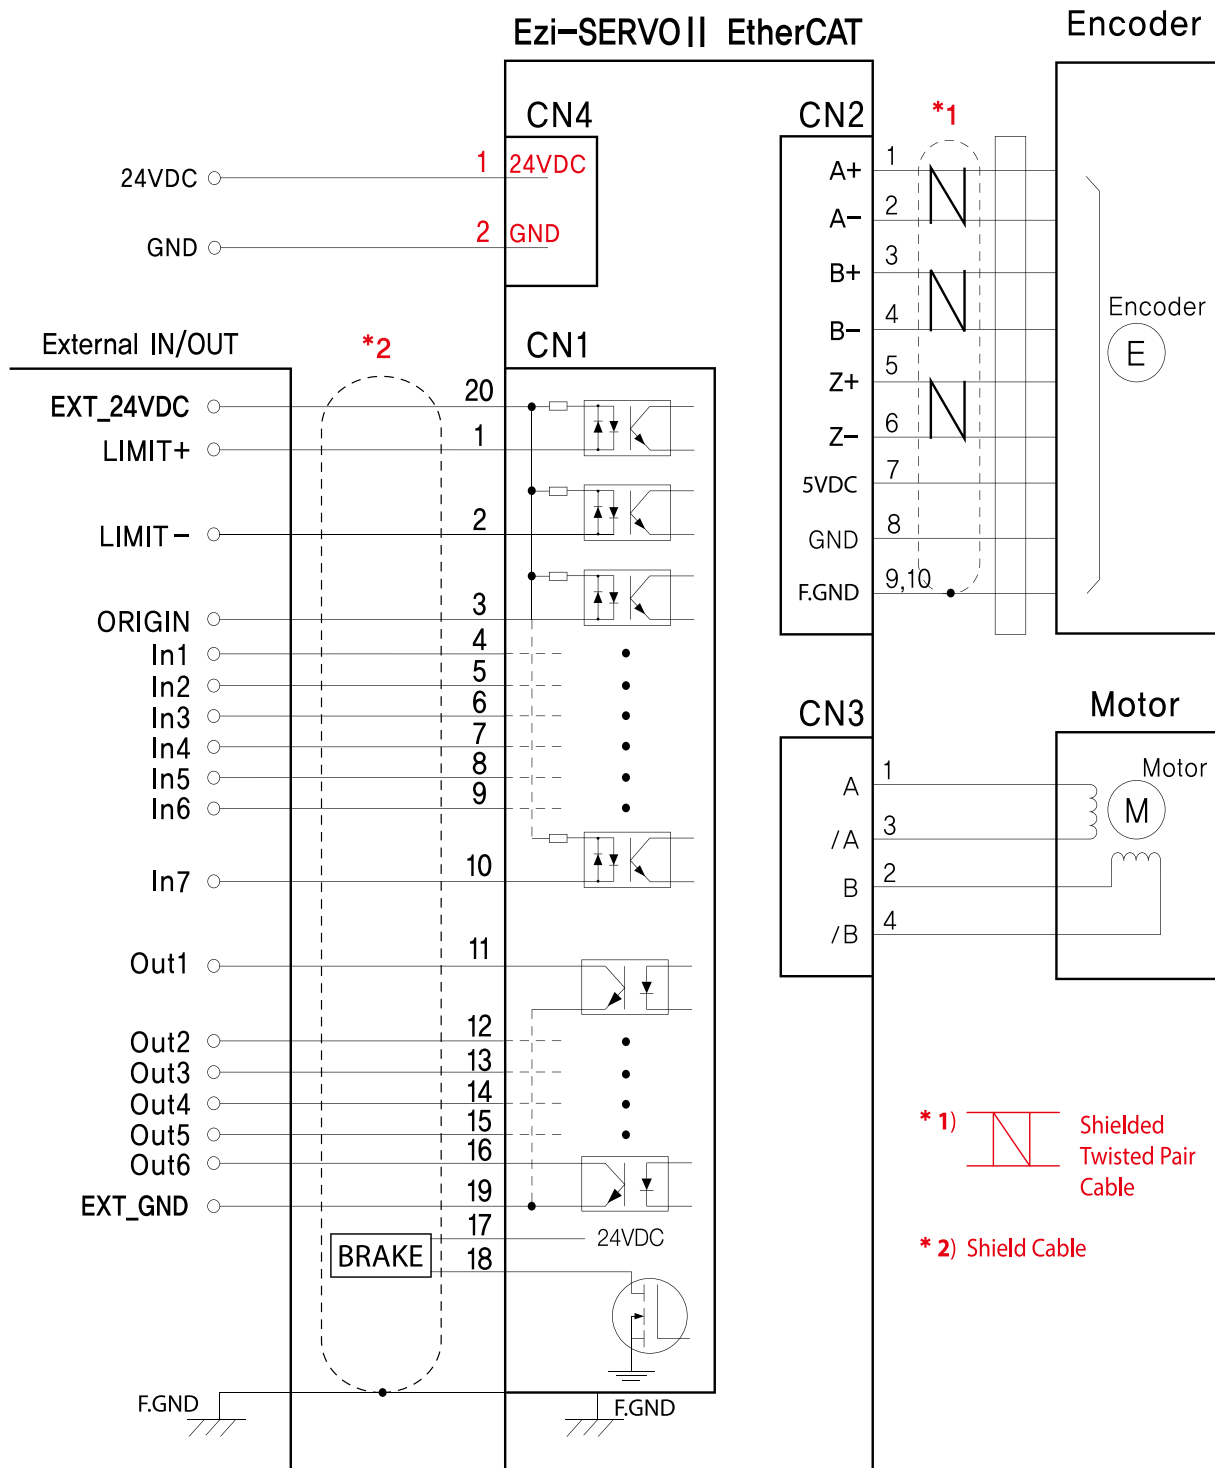 Ezi-SERVOII EtherCAT
Encoder
CN4
1 24VDC
24VDC
2 GND
GND
CN2
*1
A+ 1
A- 2
B+ 3
B- 4
Z+ 5
Z- 6
5VDC 7
GND 8
F.GND 9,10
Encoder
E
External IN/OUT
*2
CN1
EXT_24VDC 20
LIMIT+ 1
LIMIT- 2
ORIGIN 3
In1 4
In2 5
In3 6
In4 7
In5 8
In6 9
In7 10
Out1 11
Out2 12
Out3 13
Out4 14
Out5 15
Out6 16
EXT_GND 19
BRAKE
17 24VDC
18
F.GND
F.GND
CN3
Motor
A 1
/A 3
B 2
/B 4
Motor
M
* 1) Shielded
Twisted Pair
Cable
* 2) Shield Cable